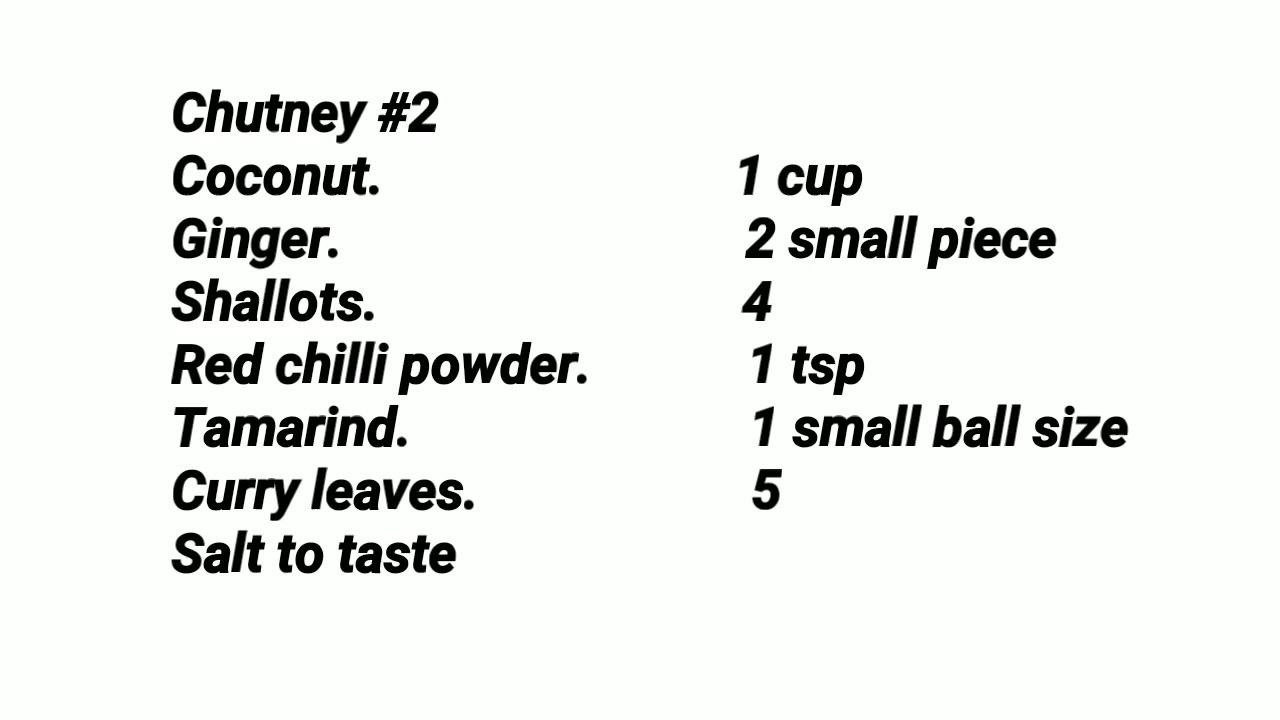 Chutney #2
Coconut. 1 cup
Ginger. 2 small piece
Shallots. 4
Red chilli powder. 1 tsp
Tamarind. 1 small ball size
Curry leaves. 5
Salt to taste